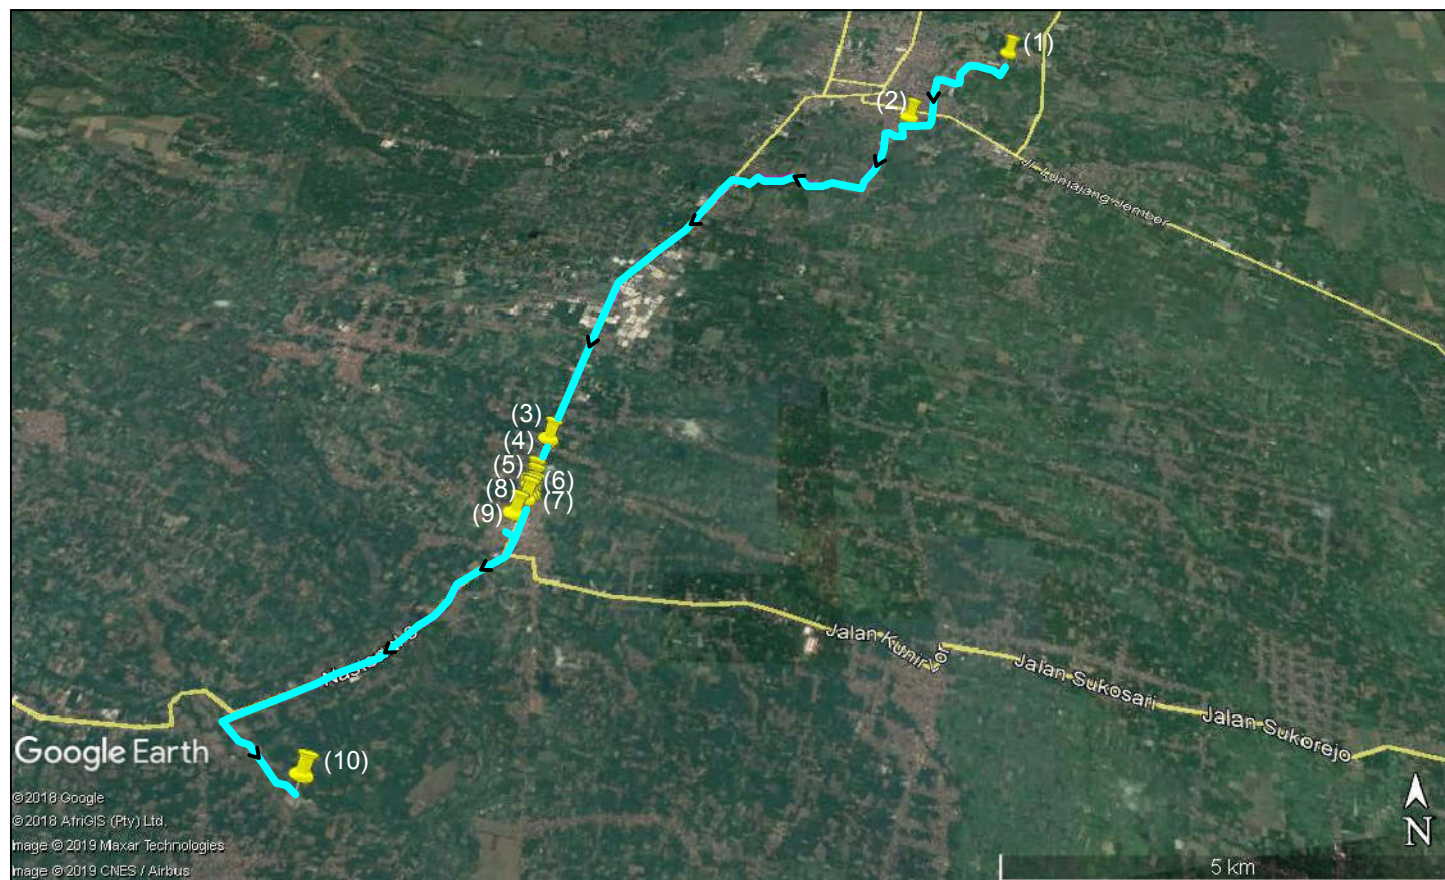 (1)
(2)
Jl. Lumajang Jember
(3)
(4)
(5)
(6)
(8)
(7)
(9)
Jalan Kunir
Jalan Sukosari
Jalan Sukorejo
Google Earth
(10)
©2018 Google
©2018 AfriGIS (Pty) Ltd.
Image © 2019 Maxar Technologies
Image © 2019 CNES / Airbus
N
5 km